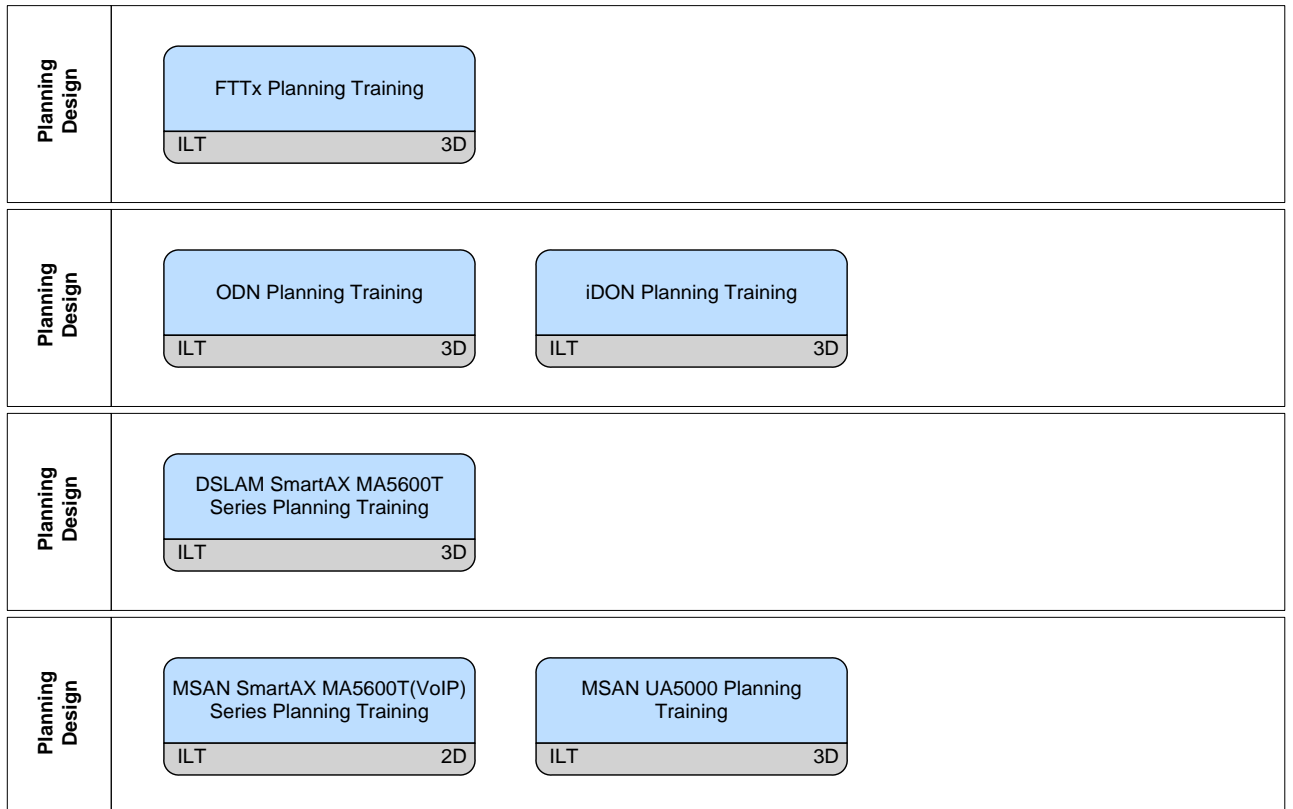 Planning
Design
FTTx Planning Training
ILT 3D
Planning
Design
ODN Planning Training
ILT 3D
iDON Planning Training
ILT 3D
Planning
Design
DSLAM SmartAX MA5600T
Series Planning Training
ILT 3D
Planning
Design
MSAN SmartAX MA5600T(VoIP)
Series Planning Training
ILT 2D
MSAN UA5000 Planning
Training
ILT 3D